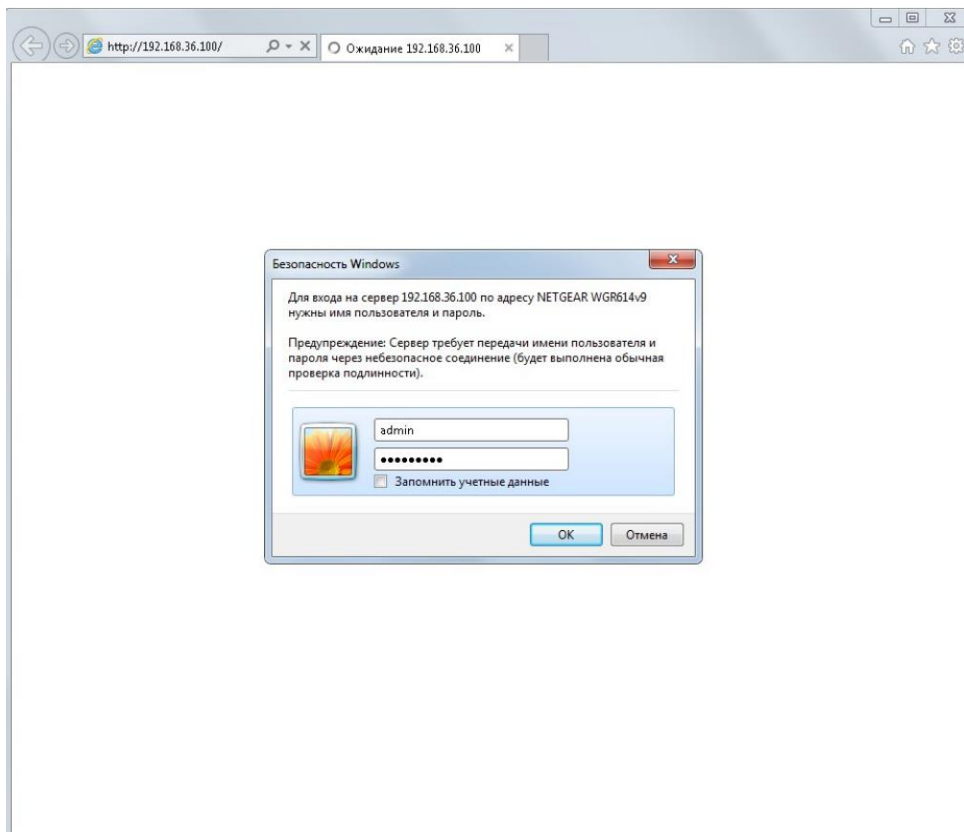 http://192.168.36.100/
Ожидание 192.168.36.100
Безопасность Windows
Для входа на сервер 192.168.36.100 по адресу NETGEAR WGR614v9
нужны имя пользователя и пароль.
Предупреждение: Сервер требует передачи имени пользователя и
пароля через небезопасное соединение (будет выполнена обычная
проверка подлинности).
admin
•••••••••
Запомнить учетные данные
OK
Отмена